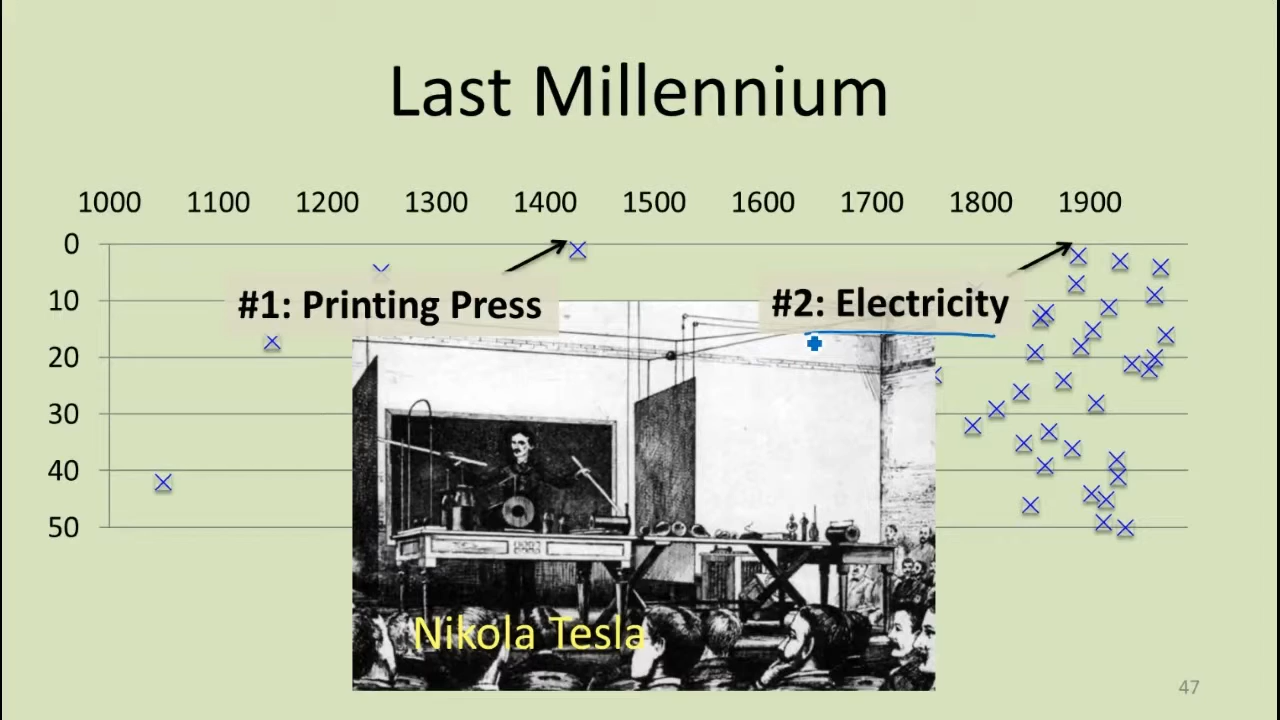 Last Millennium
1000 1100 1200 1300 1400 1500 1600 1700 1800 1900
0
10
20
30
40
50
#1: Printing Press
#2: Electricity
Nikola Tesla
47